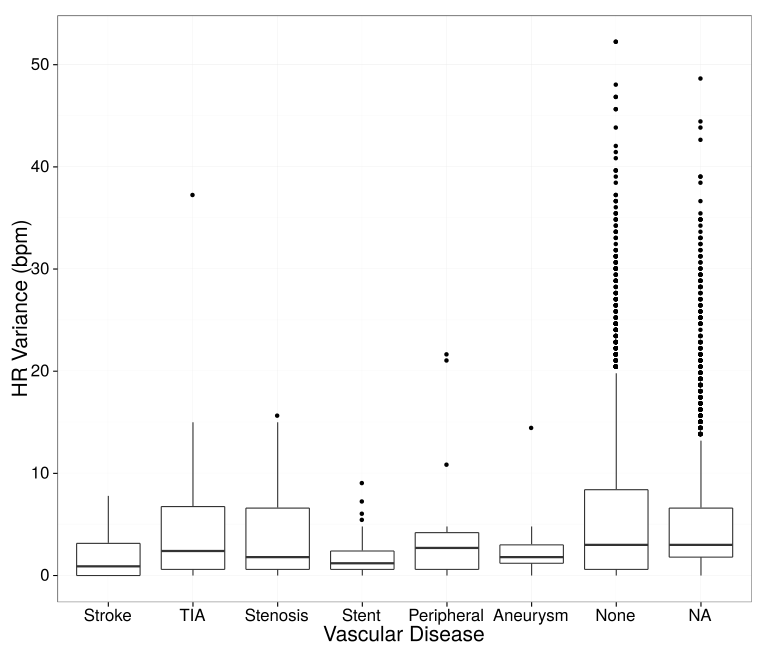 HR Variance (bpm)
50
40
30
20
10
0
Stroke TIA Stenosis Stent Peripheral Aneurysm None NA
Vascular Disease